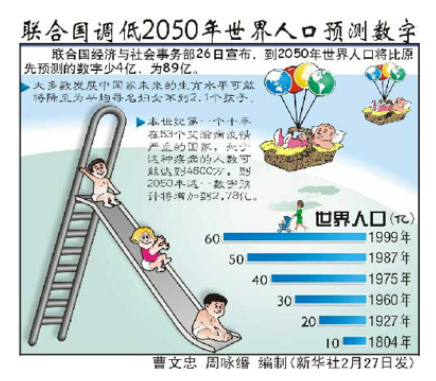 联合国调低2050年世界人口预测数字
联合国经济与社会事务部26日宣布，到2050年世界人口将比原
先预测的数字少4亿，为89亿。
大多数发展中国家未来的生育水平可能
将降至为平均每名妇女不到2.1个孩子。
本世纪第一个十年
在53个艾滋病疫情
严重的国家，死于
这种疾病的人数可
能达到4600万，到
2050年这一数字预
计将增加到2.78亿。
世界人口(亿)
60 1999年
50 1987年
40 1975年
30 1960年
20 1927年
10 1804年
曹文忠 周咏缗 编制(新华社2月27日发)